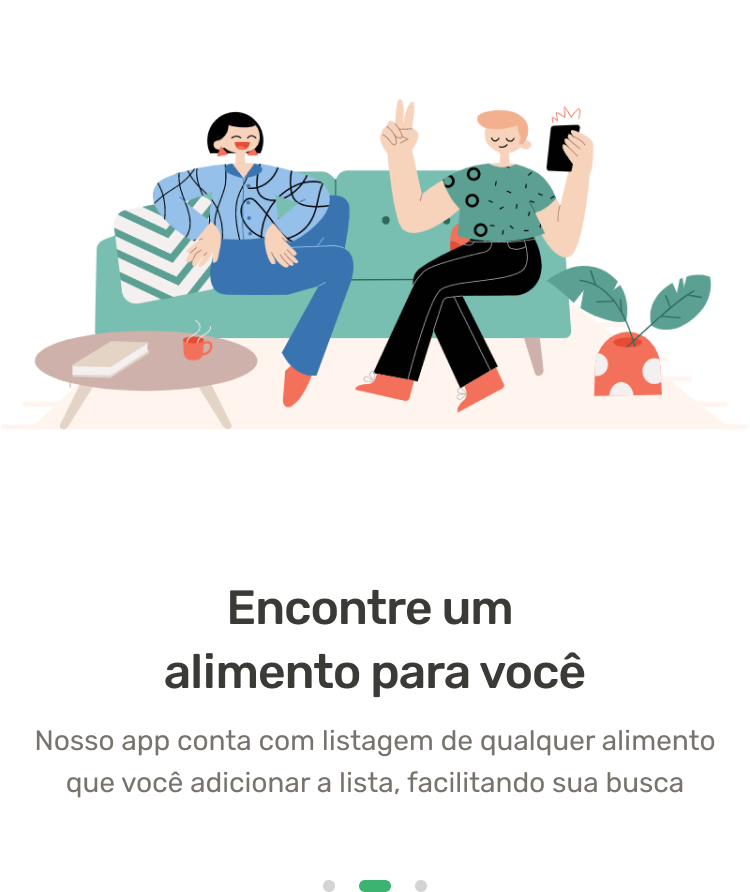 Encontre um
alimento para você
Nosso app conta com listagem de qualquer alimento
que você adicionar a lista, facilitando sua busca